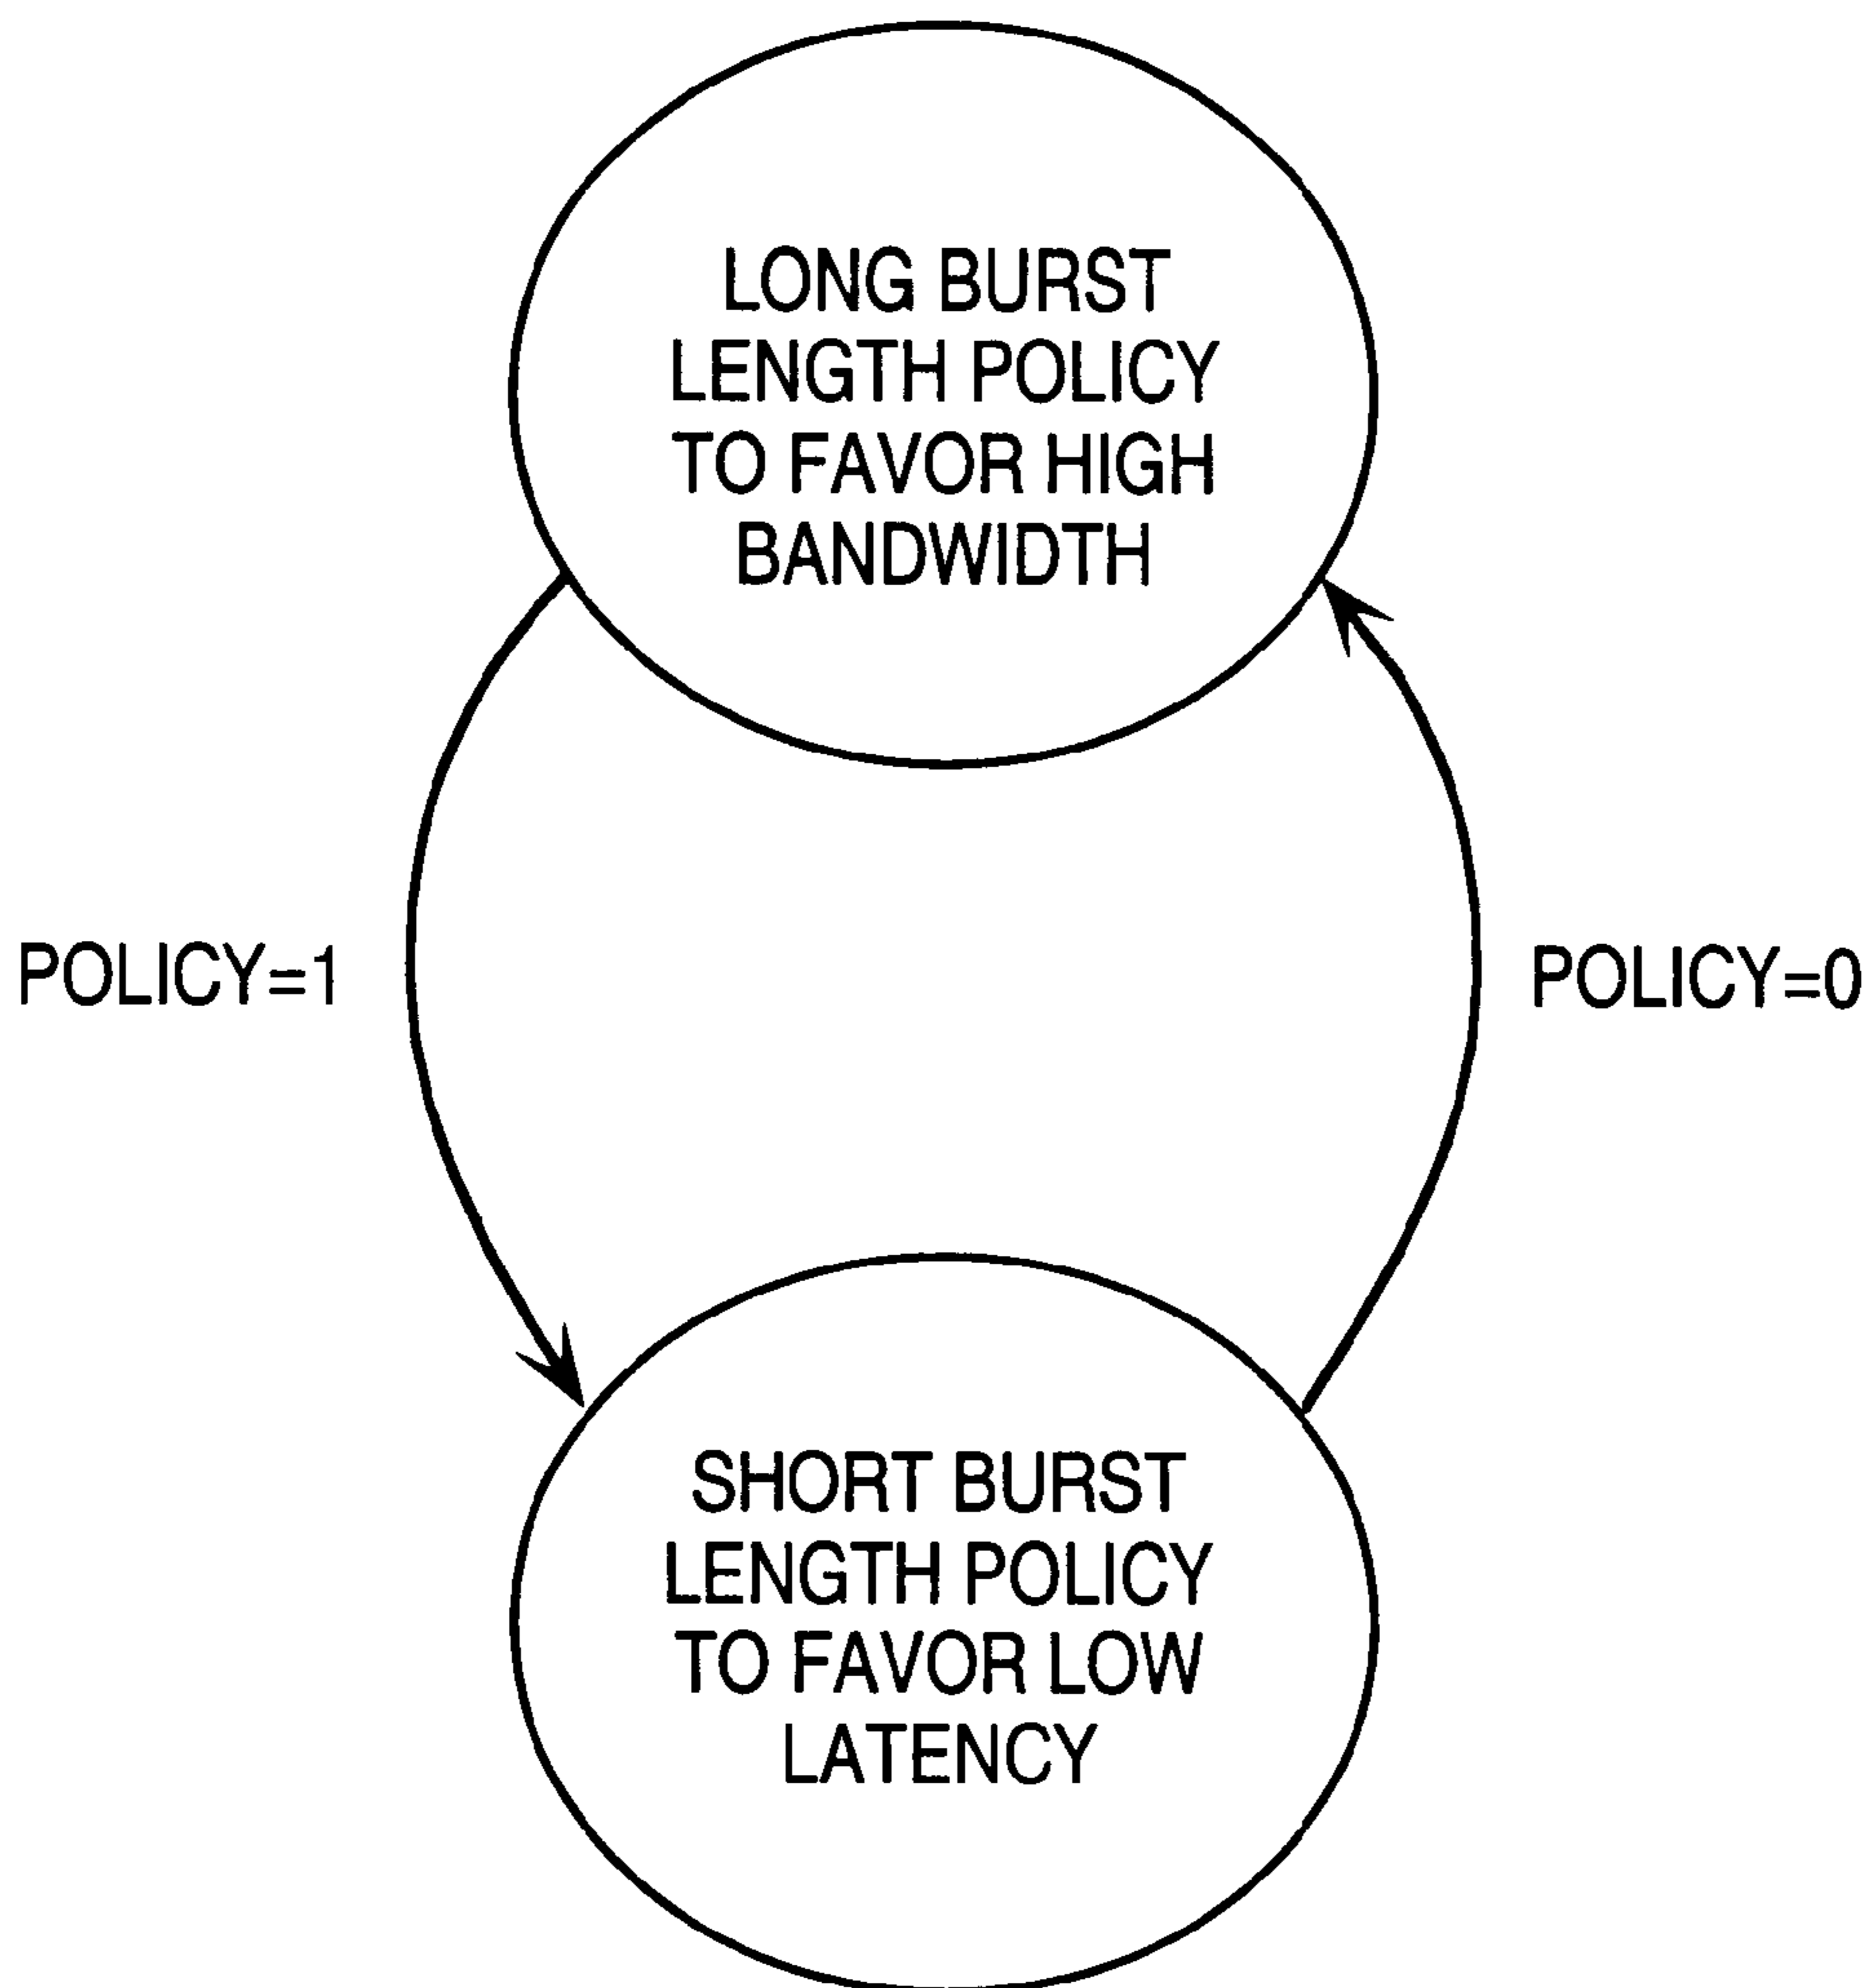 LONG BURST
LENGTH POLICY
TO FAVOR HIGH
BANDWIDTH
POLICY=1
POLICY=0
SHORT BURST
LENGTH POLICY
TO FAVOR LOW
LATENCY